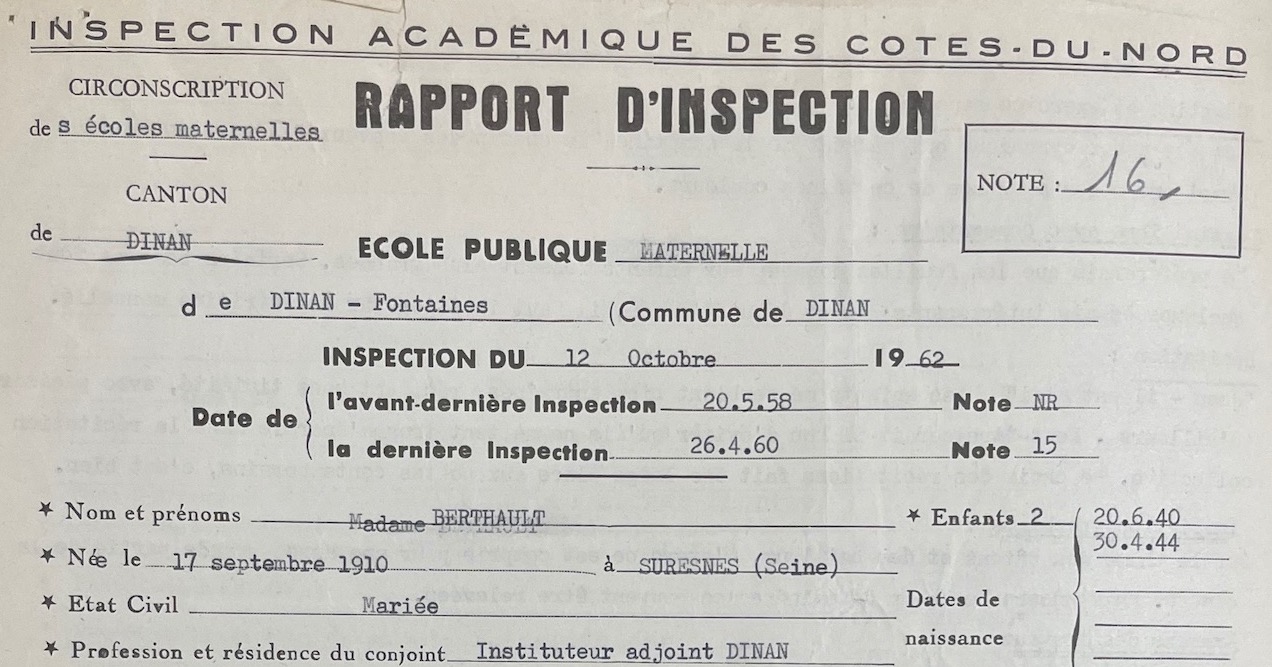 INSPECTION ACADËMIQUE DES COTES-DU-NORD
CIRCONSCRIPTION
de s écoles maternelles
RAPPORT D'INSPECTION
NOTE : 16
CANTON
de DINAN
ECOLE PUBLIQUE MATERNELLE
d e DINAN - Fontaines (Commune de DINAN
INSPECTION DU 12 Octobre 19 62
Date de
l'avant-dernière Inspection 20.5.58 Note NR
la dernière Inspection 26.4.60 Note 15
* Nom et prénoms Madame BERTHAULT
* Enfants 2 ( 20.6.40
30.4.44
* Née le 17 septembre 1910 à SURESNES (Seine)
* Etat Civil Mariée
Dates de
naissance
* Profession et résidence du conjoint Instituteur adjoint DINAN